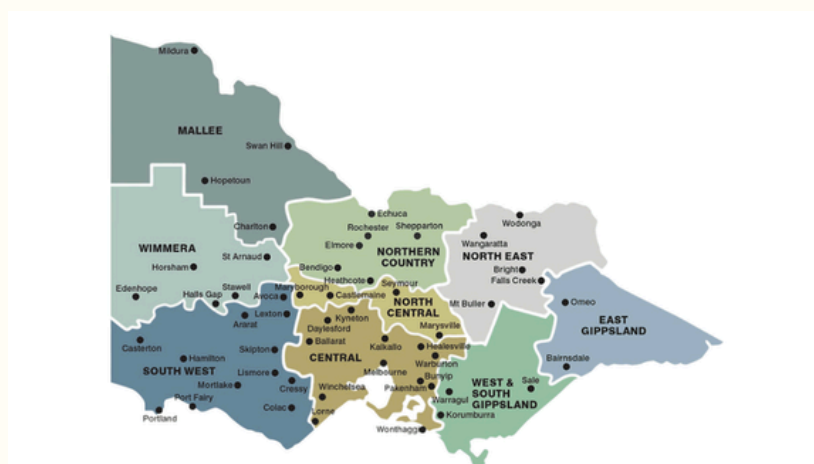 Mildura
MALLEE
Swan Hill
Hopetoun
Charlton
Echuca
Rochester
Shepparton
Elmore
NORTHERN
COUNTRY
Bendigo
Heathcote
WIMMERA
St Arnaud
Horsham
Edenhope
Halls Gap
Stawell
Wodonga
Wangaratta
NORTH EAST
Bright
Falls Creek
Mt Buller
Omeo
EAST
GIPPSLAND
Bairnsdale
Seymour
Maryborough
Castlemaine
NORTH
CENTRAL
Marysville
Avoca
Lexton
Ararat
Casterton
Hamilton
Skipton
SOUTH WEST
Lismore
Mortlake
Cressy
Port Fairy
Portland
Colac
Kyneton
Daylesford
Ballarat
Kalkallo
Healesville
CENTRAL
Warburton
Melbourne
Bunyip
Pakenham
Winchelsea
Lorne
Wonthaggi
WEST &
SOUTH
GIPPSLAND
Sale
Warragul
Korumburra